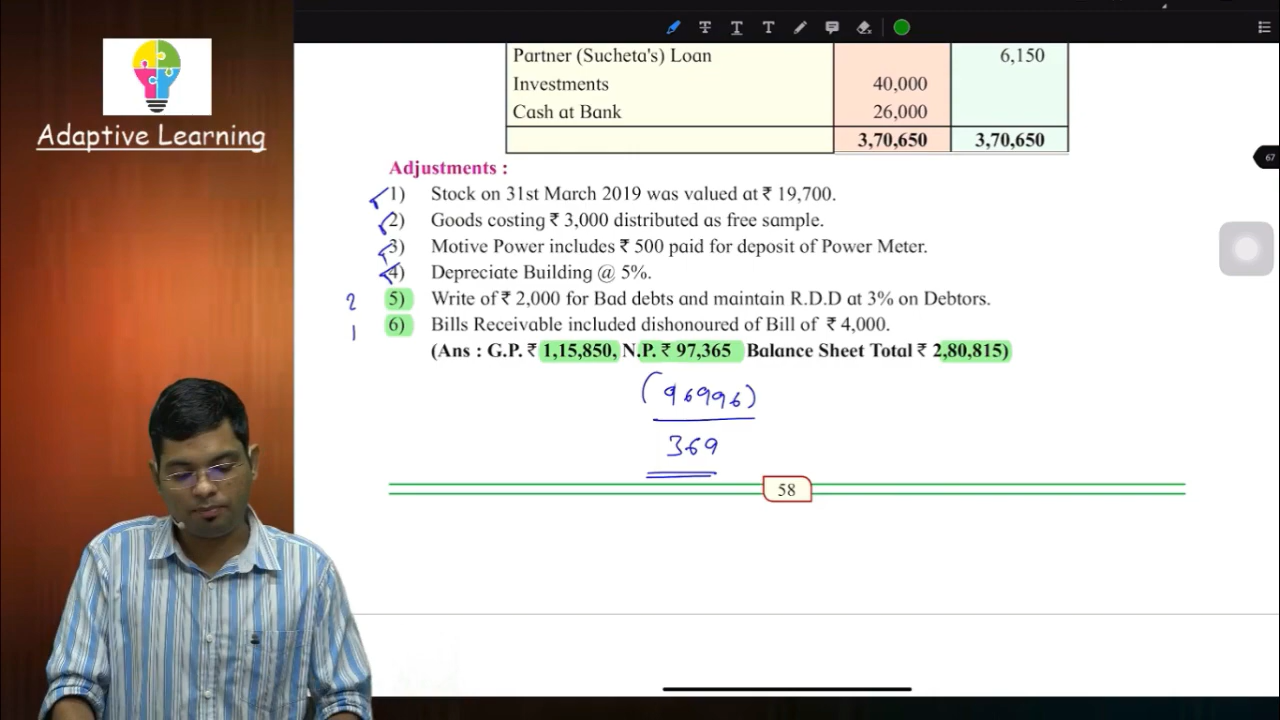 Adaptive Learning
Partner (Sucheta's) Loan 6,150
Investments 40,000
Cash at Bank 26,000
3,70,650 3,70,650
67
Adjustments :
1) Stock on 31st March 2019 was valued at ₹ 19,700.
2) Goods costing ₹ 3,000 distributed as free sample.
3) Motive Power includes ₹ 500 paid for deposit of Power Meter.
4) Depreciate Building @ 5%.
2 5) Write of ₹ 2,000 for Bad debts and maintain R.D.D at 3% on Debtors.
1 6) Bills Receivable included dishonoured of Bill of ₹ 4,000.
(Ans : G.P. ₹ 1,15,850, N.P. ₹ 97,365 Balance Sheet Total ₹ 2,80,815)
(96996)
369
58